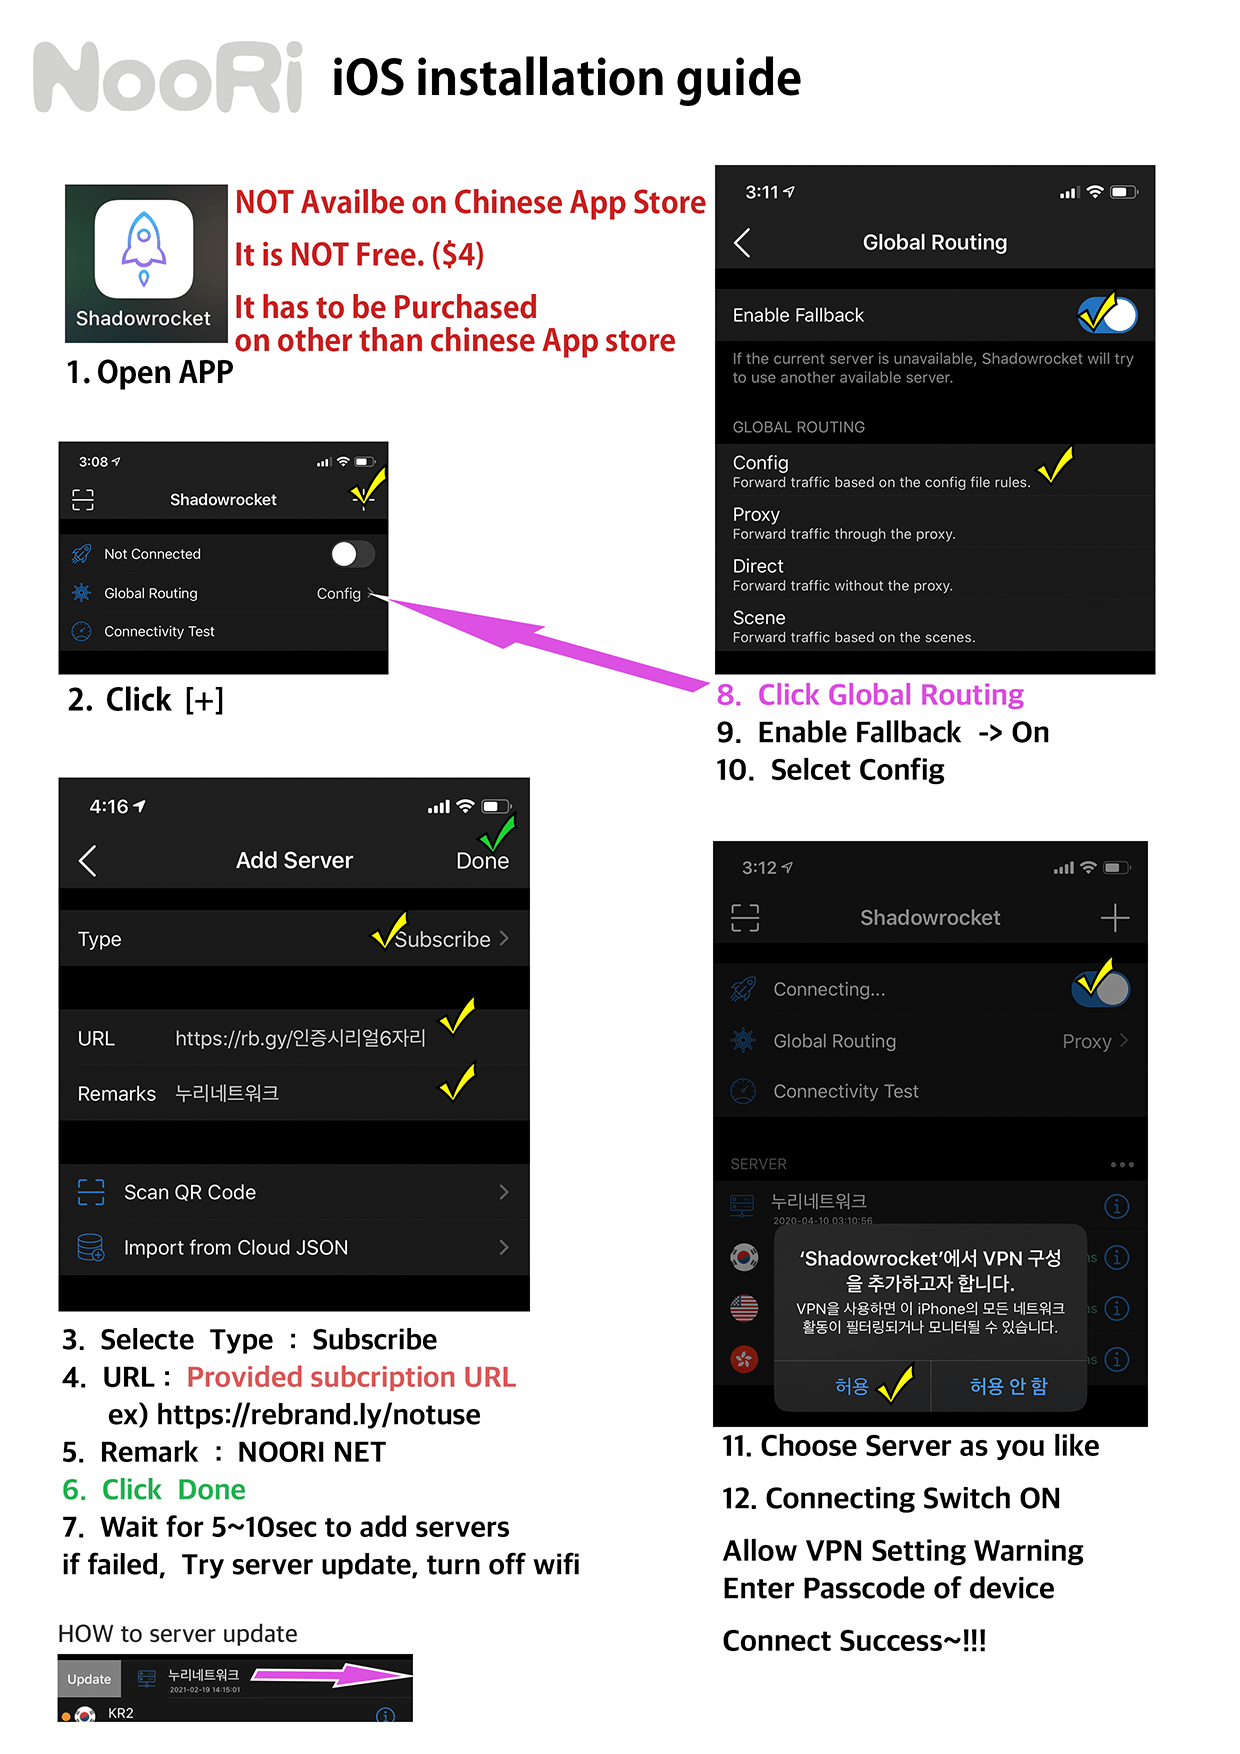 NooRi iOS installation guide
Shadowrocket
NOT Availbe on Chinese App Store
It is NOT Free. ($4)
It has to be Purchased
on other than chinese App store
1. Open APP
3:08
Shadowrocket
Not Connected
Global Routing Config
Connectivity Test
2. Click [+]
4:16
Add Server Done
Type Subscribe
URL https://rb.gy/인증시리얼6자리
Remarks 누리네트워크
Scan QR Code
Import from Cloud JSON
3. Selecte Type : Subscribe
4. URL : Provided subcription URL
ex) https://rebrand.ly/notuse
5. Remark : NOORI NET
6. Click Done
7. Wait for 5~10sec to add servers
if failed, Try server update, turn off wifi
HOW to server update
Update 누리네트워크
2021-02-19 14:15:01
KR2
3:11
Global Routing
Enable Fallback
If the current server is unavailable, Shadowrocket will try
to use another available server.
GLOBAL ROUTING
Config
Forward traffic based on the config file rules.
Proxy
Forward traffic through the proxy.
Direct
Forward traffic without the proxy.
Scene
Forward traffic based on the scenes.
8. Click Global Routing
9. Enable Fallback -> On
10. Selcet Config
3:12
Shadowrocket
Connecting...
Global Routing Proxy
Connectivity Test
SERVER
누리네트워크
2020-04-10 03:10:56
'Shadowrocket'에서 VPN 구성
을 추가하고자 합니다.
VPN을 사용하면 이 iPhone의 모든 네트워크
활동이 필터링되거나 모니터될 수 있습니다.
허용 허용 안 함
11. Choose Server as you like
12. Connecting Switch ON
Allow VPN Setting Warning
Enter Passcode of device
Connect Success~!!!